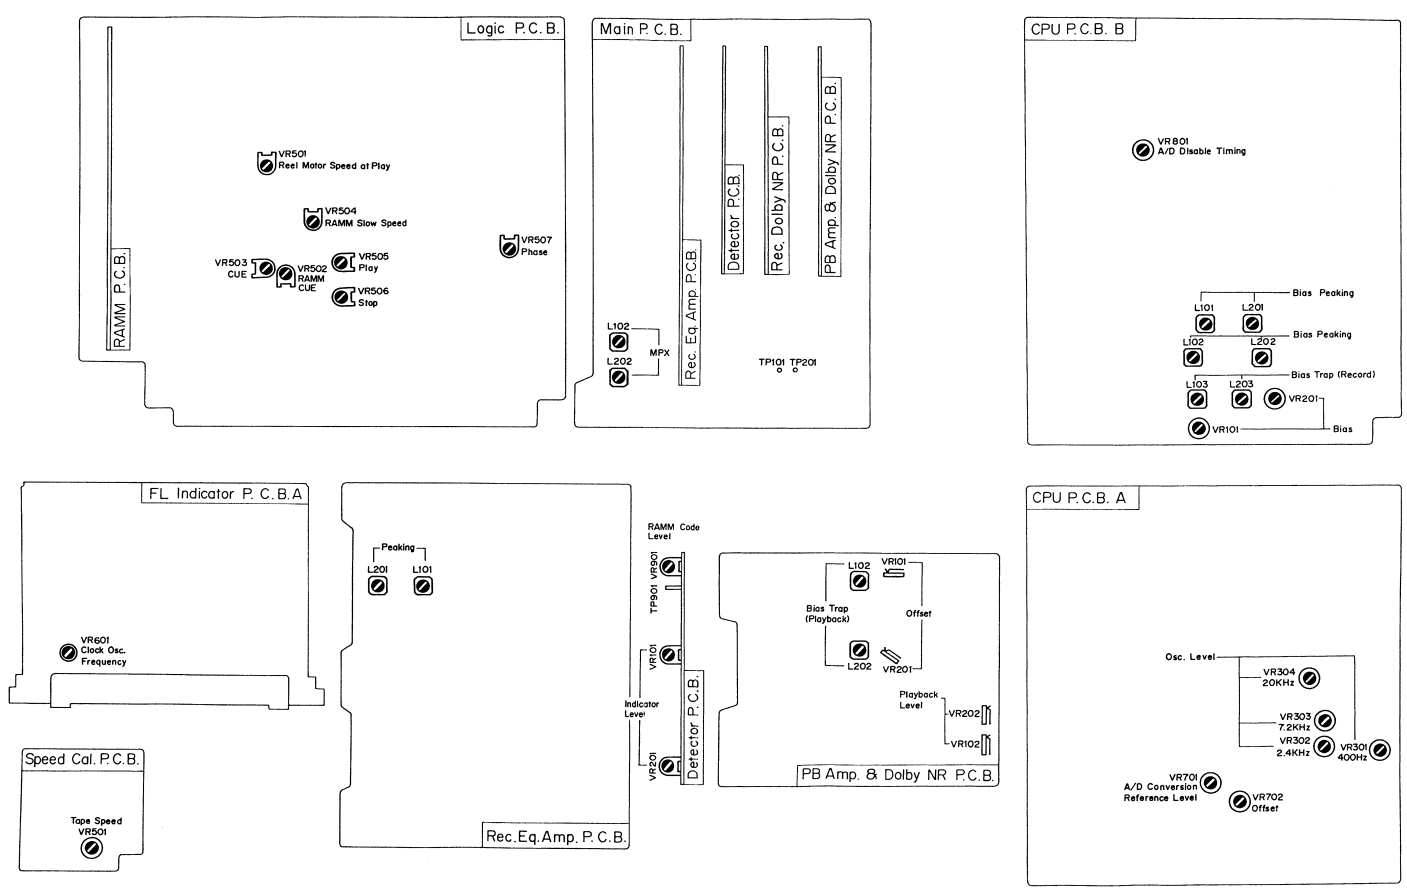 Logic P.C.B.
RAMM P.C.B.
VR501
Reel Motor Speed at Play
VR504
RAMM Slow Speed
VR503
CUE
VR502
RAMM
CUE
VR505
Play
VR506
Stop
VR507
Phase
Main P.C.B.
Rec. Eq. Amp. P.C.B.
Detector P.C.B.
Rec. Dolby NR P.C.B.
PB Amp. & Dolby NR P.C.B.
L102
MPX
L202
TP101 TP201
CPU P.C.B. B
VR801
A/D Disable Timing
Bias Peaking
L101 L201
Bias Peaking
L102 L202
Bias Trap (Record)
L103 L203
VR201
VR101
Bias
FL Indicator P.C.B.A
VR601
Clock Osc.
Frequency
Speed Cal. P.C.B.
Tape Speed
VR501
Peaking
L201 L101
Rec. Eq. Amp. P.C.B.
RAMM Code
Level
VR901
TP901
VR101
Indicator
Level
VR201
Detector P.C.B.
L102
VR101
Bias Trap
(Playback)
Offset
L202
VR201
Playback
Level
VR202
VR102
PB Amp. & Dolby NR P.C.B.
CPU P.C.B. A
Osc. Level
VR304
20KHz
VR303
7.2KHz
VR302
2.4KHz
VR301
400Hz
VR701
A/D Conversion
Reference Level
VR702
Offset